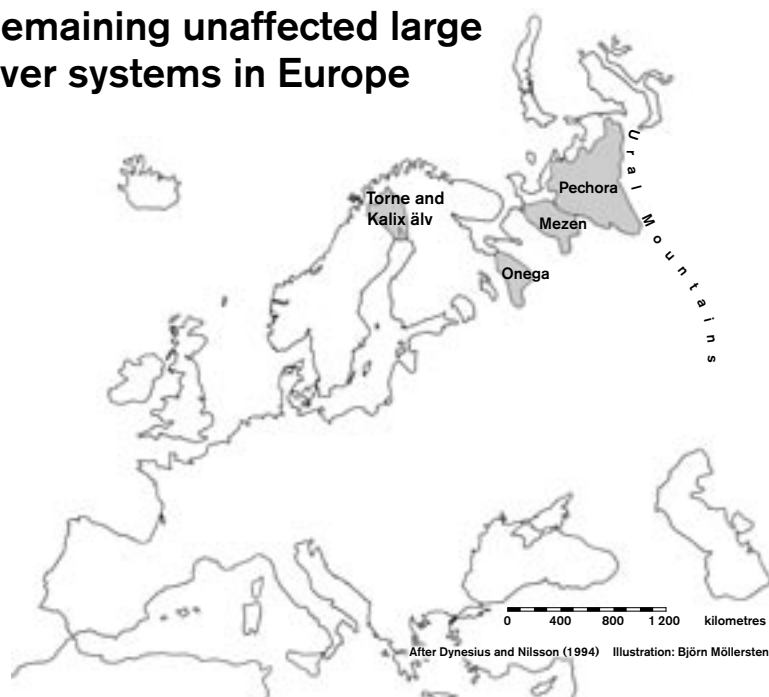 emaining unaffected large
ver systems in Europe
Ural Mountains
Pechora
Torne and
Kalix älv
Mezen
Onega
0 400 800 1 200 kilometres
After Dynesius and Nilsson (1994) Illustration: Björn Möllersten